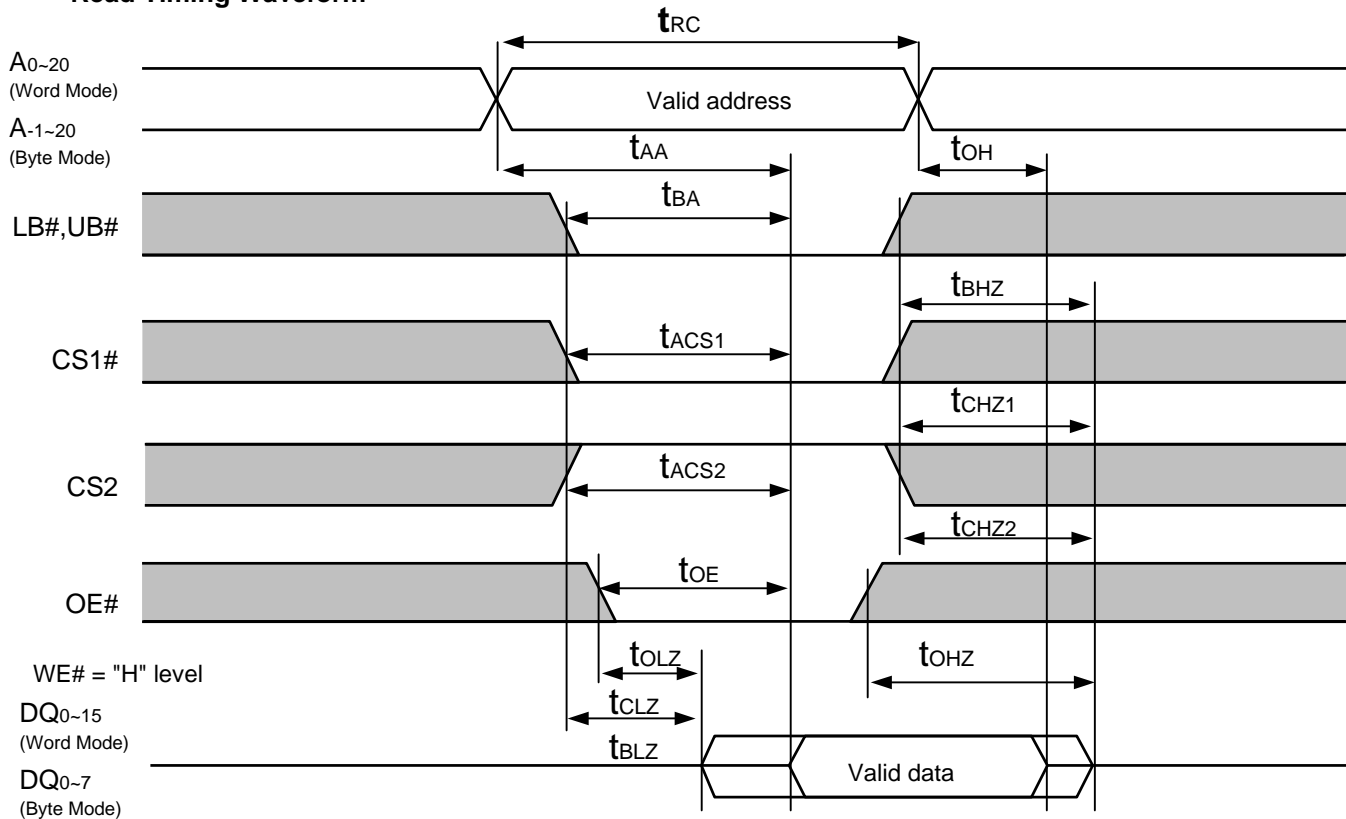 Read Timing Waveform
tRC
A0~20
(Word Mode)
Valid address
A-1~20
(Byte Mode)
tAA
tOH
tBA
LB#,UB#
tBHZ
tACS1
CS1#
tCHZ1
tACS2
CS2
tCHZ2
tOE
OE#
tOLZ
tOHZ
WE# = "H" level
tCLZ
DQ0~15
(Word Mode)
tBLZ
Valid data
DQ0~7
(Byte Mode)